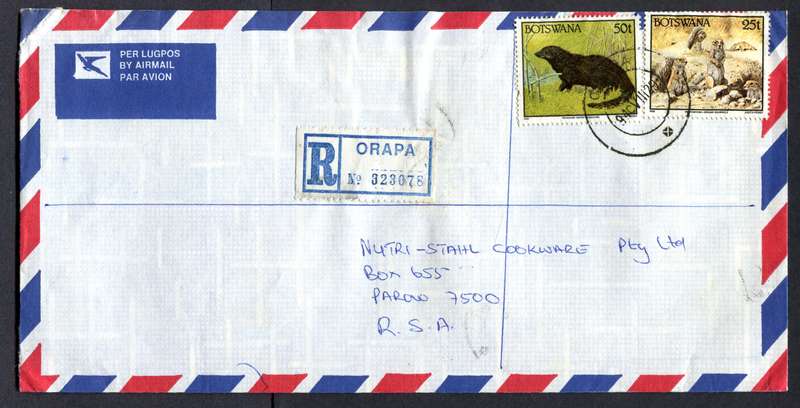 PER LUGPOS
BY AIRMAIL
PAR AVION
BOTSWANA 50t
BOTSWANA 25t
R
ORAPA
No 323078
NUTRI-STAHL COOKWARE Pty Ltd
BOX 655
PAROW 7500
R.S.A.